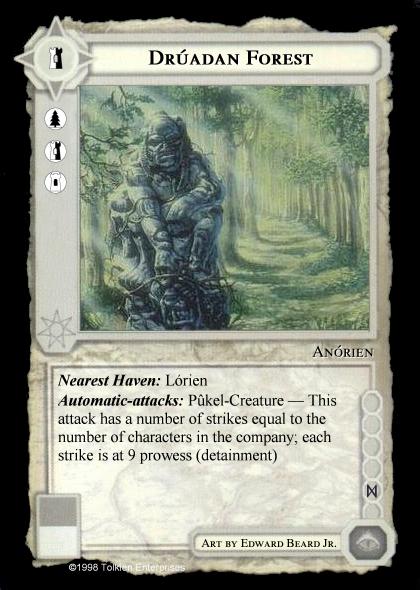 DRÚADAN FOREST
ANÓRIEN
Nearest Haven: Lórien
Automatic-attacks: Pûkel-Creature — This
attack has a number of strikes equal to the
number of characters in the company; each
strike is at 9 prowess (detainment)
ART BY EDWARD BEARD JR.
©1998 Tolkien Enterprises